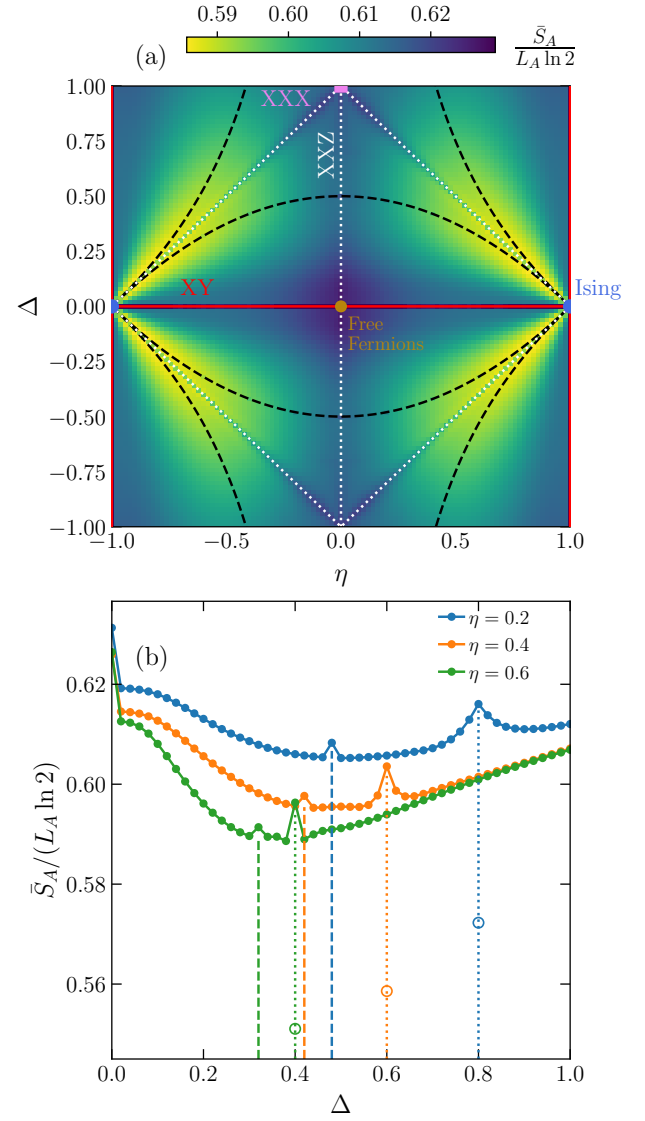 0.59 0.60 0.61 0.62
(a)
S̄_A / L_A ln 2
1.00
0.75
0.50
0.25
0.00
−0.25
−0.50
−0.75
−1.00
Δ
XXX
XXZ
XY
Ising
Free
Fermions
−1.0 −0.5 0.0 0.5 1.0
η
(b)
η = 0.2
η = 0.4
η = 0.6
0.62
0.60
0.58
0.56
S̄_A/(L_A ln 2)
0.0 0.2 0.4 0.6 0.8 1.0
Δ